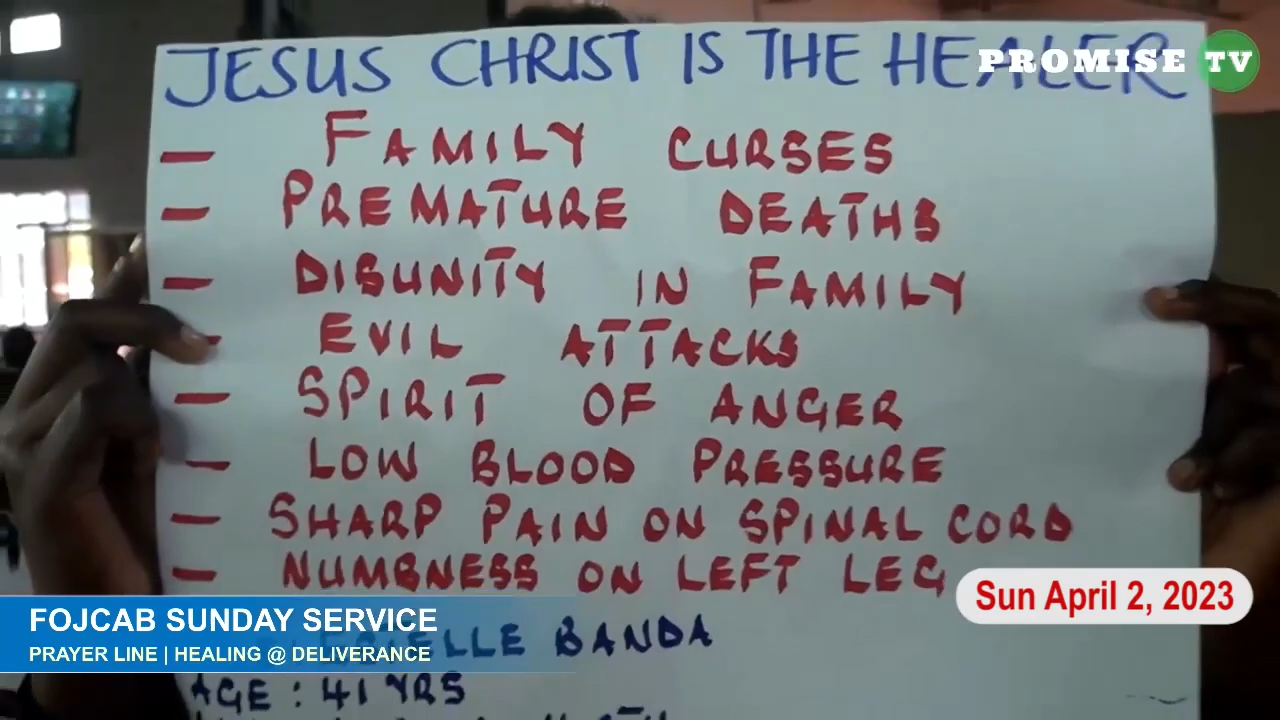 JESUS CHRIST IS THE HEALER
PROMISE TV
- FAMILY CURSES
- PREMATURE DEATHS
- DISUNITY IN FAMILY
- EVIL ATTACKS
- SPIRIT OF ANGER
- LOW BLOOD PRESSURE
- SHARP PAIN ON SPINAL CORD
- NUMBNESS ON LEFT LEG
Sun April 2, 2023
FOJCAB SUNDAY SERVICE
BANDA
PRAYER LINE | HEALING @ DELIVERANCE
AGE : 41 YRS